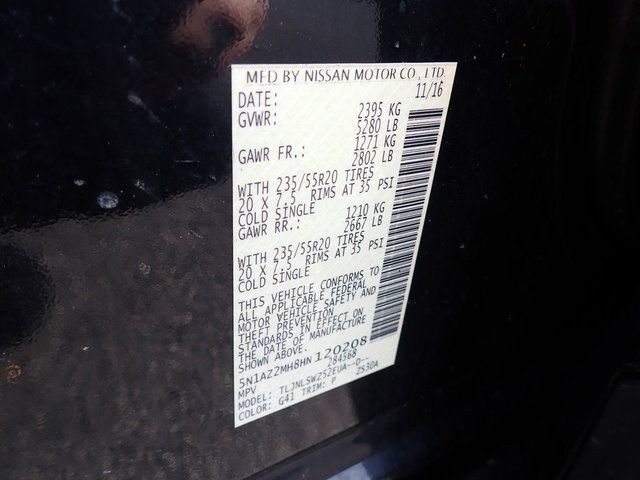 MFD BY NISSAN MOTOR CO., LTD.
DATE: 11/16
GVWR: 2395 KG
5280 LB
GAWR FR.: 1271 KG
2802 LB
WITH 235/55R20 TIRES
20 X 7.5 RIMS AT 35 PSI
COLD SINGLE
GAWR RR.: 1210 KG
2667 LB
WITH 235/55R20 TIRES
20 X 7.5 RIMS AT 35 PSI
COLD SINGLE
THIS VEHICLE CONFORMS TO
ALL APPLICABLE FEDERAL
MOTOR VEHICLE SAFETY AND
THEFT PREVENTION
STANDARDS IN EFFECT ON
THE DATE OF MANUFACTURE
SHOWN ABOVE.
5N1AZ2MH8HN120208
MPV 284568
MODEL: TLJNLSWZ52EUA--D--
COLOR: G41 TRIM: P ZS30A